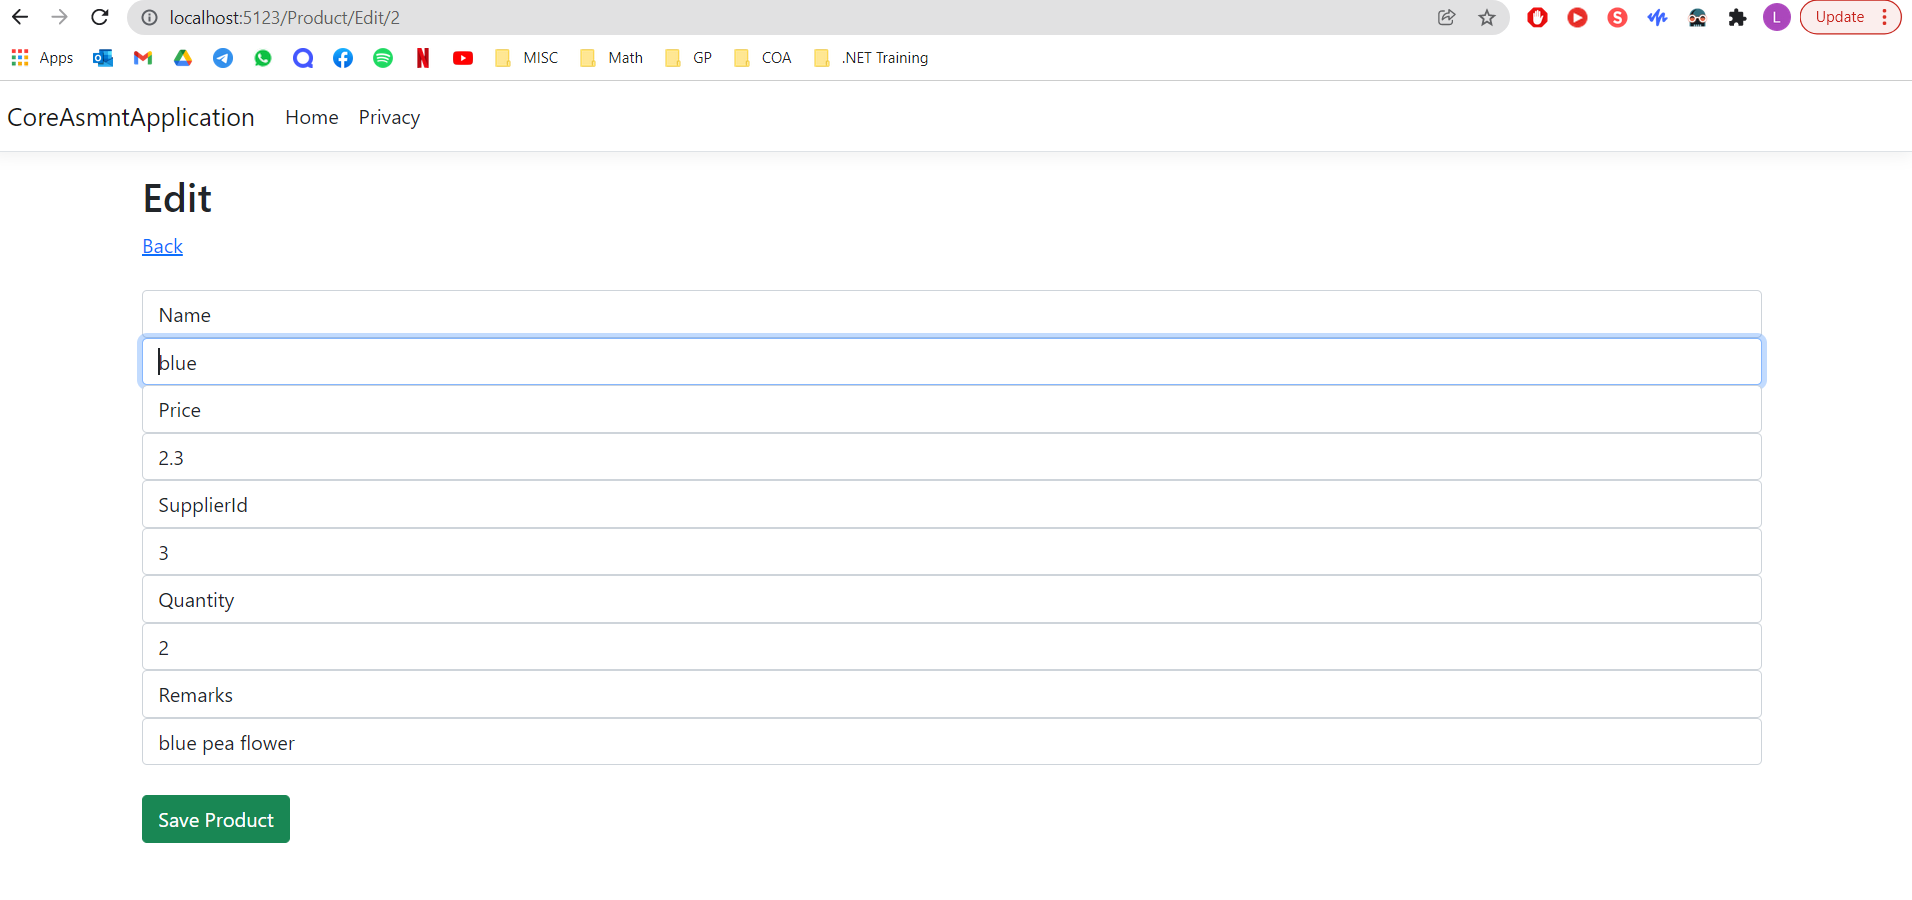 localhost:5123/Product/Edit/2
S
L
Update
Apps
N
MISC
Math
GP
COA
.NET Training
CoreAsmntApplication
Home
Privacy
Edit
Back
Name
blue
Price
2.3
SupplierId
3
Quantity
2
Remarks
blue pea flower
Save Product